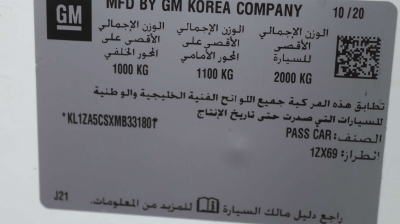 GM
MFD BY GM KOREA COMPANY 10/20
الوزن الإجمالي الأقصى للسيارة
2000 KG
الوزن الأقصى على المحور الأمامي
1100 KG
الوزن الأقصى على المحور الخلفي
1000 KG
تطابق هذه المركبة جميع اللوائح الفنية الخليجية والوطنية
للسيارات التي صدرت حتى تاريخ الإنتاج
*KL1ZA5CSXMB331801*
الصنف: PASS CAR
الطراز: 1ZX69
J21
راجع دليل مالك السيارة للمزيد من المعلومات.